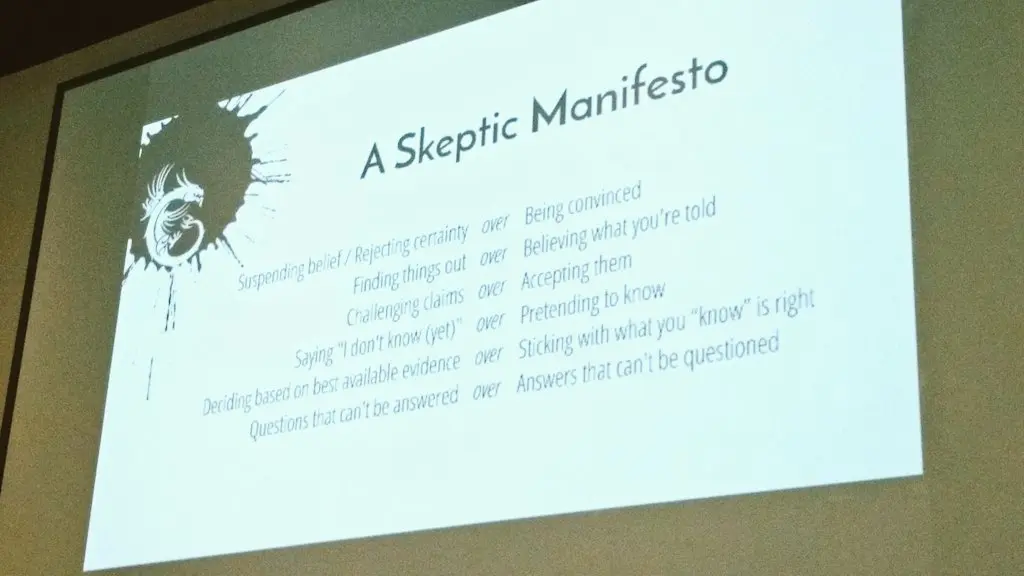 A Skeptic Manifesto
Suspending belief / Rejecting certainty over Being convinced
Finding things out over Believing what you're told
Challenging claims over Accepting them
Saying "I don't know (yet)" over Pretending to know
Deciding based on best available evidence over Sticking with what you "know" is right
Questions that can't be answered over Answers that can't be questioned